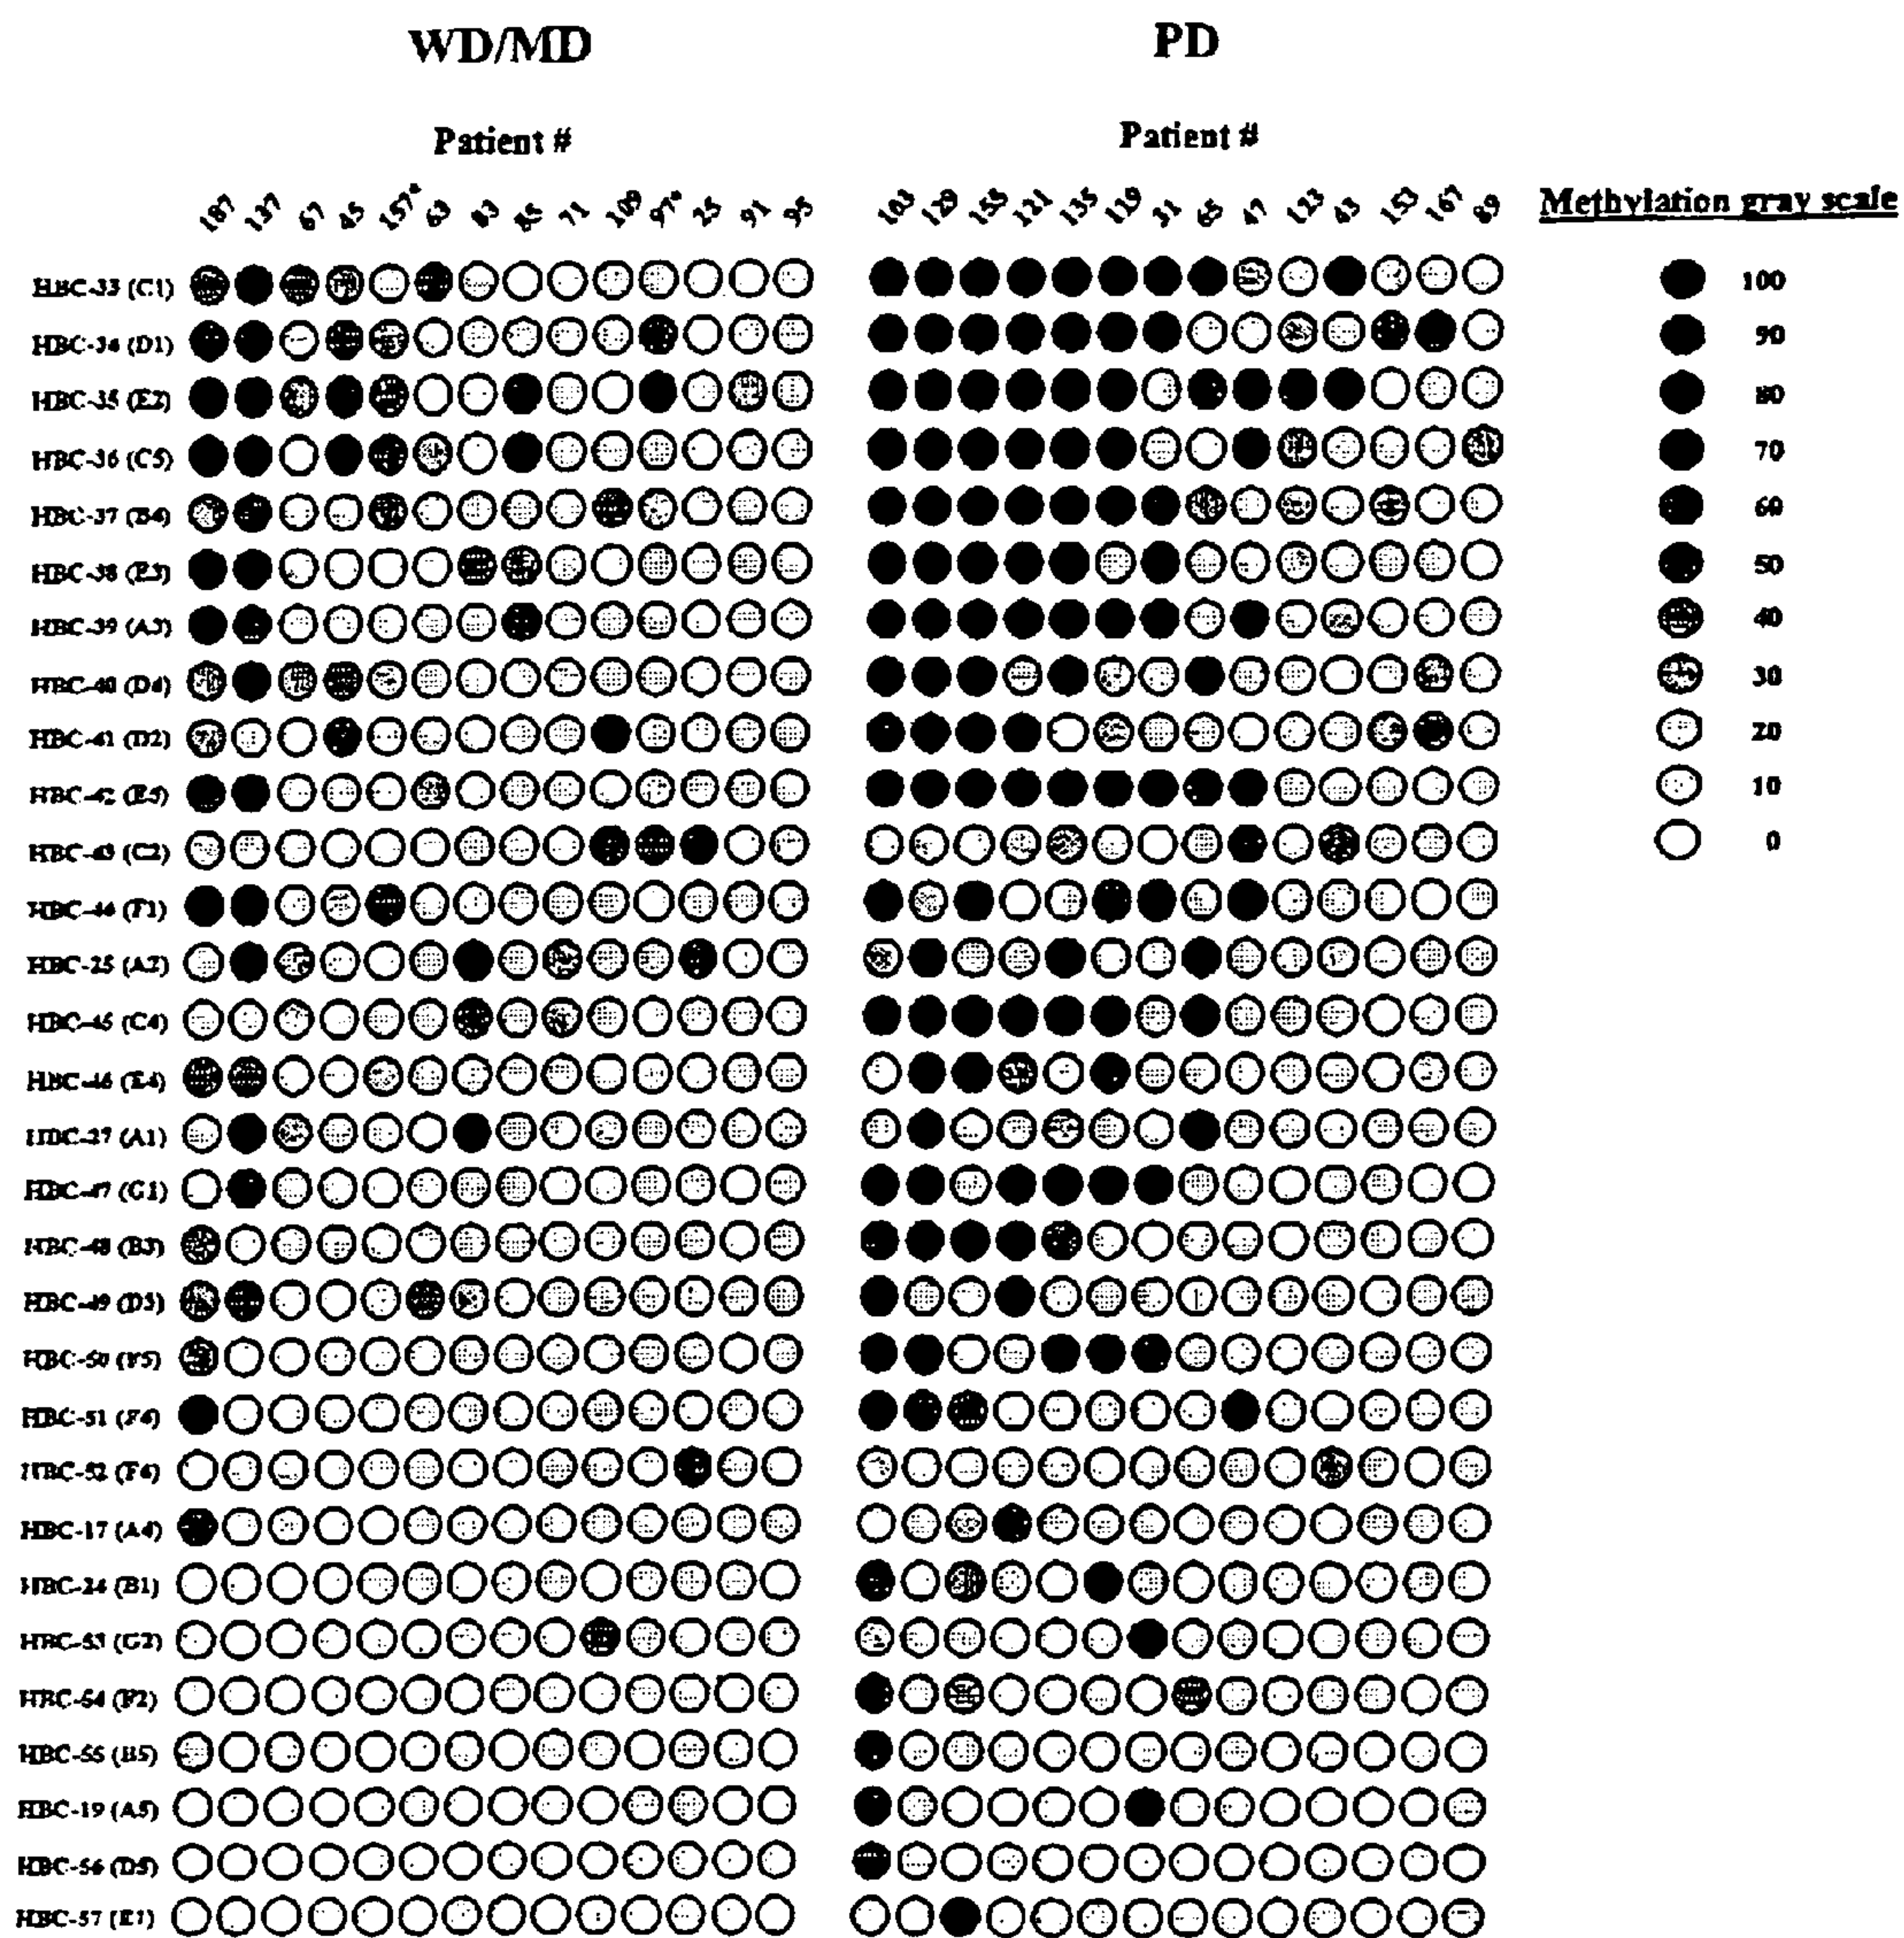 WD/MD PD
Patient # Patient #
187 137 67 45 157* 63 83 86 71 109 97* 25 91 95 103 129 155 121 135 119 31 65 47 123 43 153 167 69 Methylation gray scale
HBC-33 (C1) 100
HBC-34 (D1) 90
HBC-35 (E2) 80
HBC-36 (C5) 70
HBC-37 (B4) 60
HBC-38 (E3) 50
HBC-39 (A3) 40
HBC-40 (D4) 30
HBC-41 (D2) 20
HBC-42 (E5) 10
HBC-43 (C2) 0
HBC-44 (F1)
HBC-25 (A2)
HBC-45 (C4)
HBC-46 (E4)
HBC-27 (A1)
HBC-47 (G1)
HBC-48 (B3)
HBC-49 (D3)
HBC-50 (F5)
HBC-51 (F4)
HBC-52
HBC-17 (A4)
HBC-24 (B1)
HBC-53 (G2)
HBC-54 (F2)
HBC-55 (B5)
HBC-19 (A5)
HBC-56 (D5)
HBC-57 (E1)